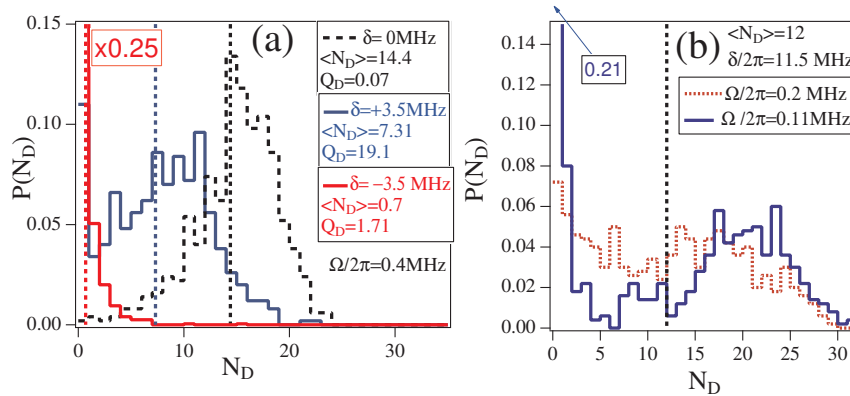 0.15
0.10
0.05
0.00
P(N_D)
x0.25
(a)
δ= 0MHz
<N_D>=14.4
Q_D=0.07
δ=+3.5MHz
<N_D>=7.31
Q_D=19.1
δ= −3.5 MHz
<N_D>=0.7
Q_D=1.71
Ω/2π=0.4MHz
0 10 20 30
N_D
0.14
0.12
0.10
0.08
0.06
0.04
0.02
0.00
P(N_D)
0.21
(b)
<N_D>=12
δ/2π=11.5 MHz
Ω/2π=0.2 MHz
Ω /2π=0.11MHz
0 5 10 15 20 25 30
N_D